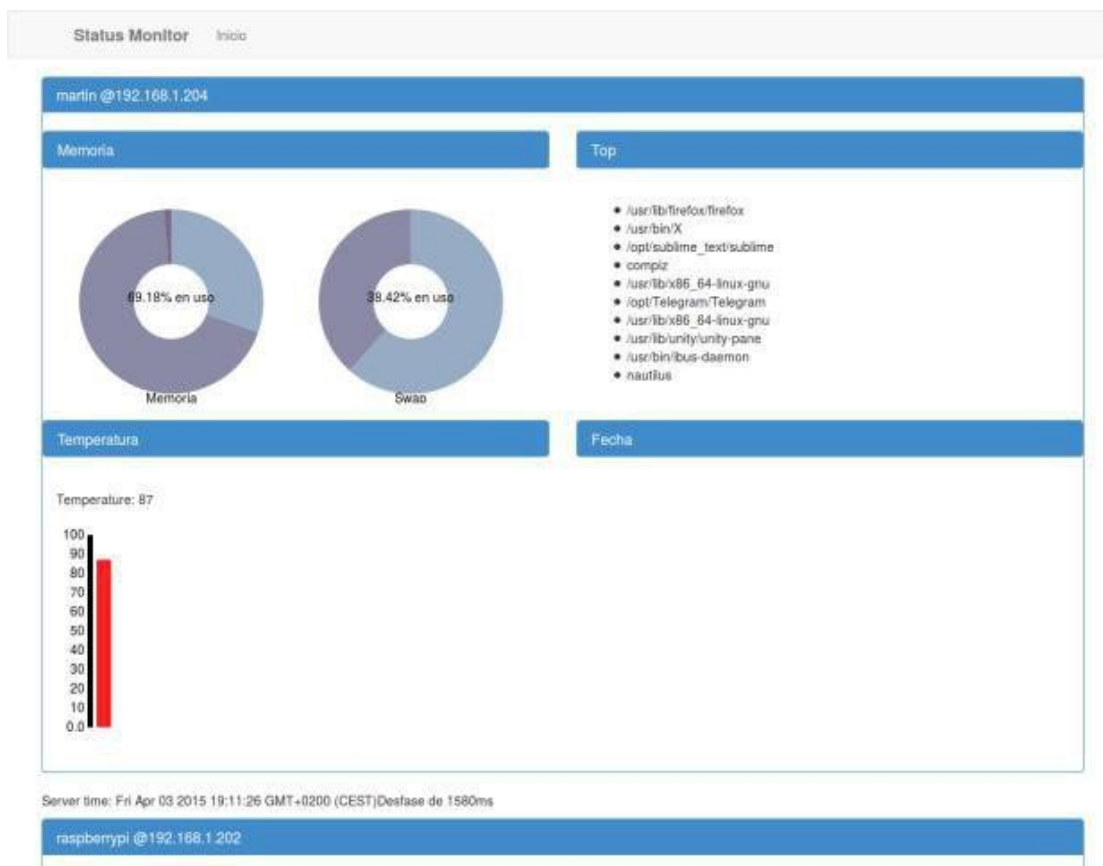 Status Monitor Inicio
martin @192.168.1.204
Memoria
69.18% en uso
Memoria
38.42% en uso
Swap
Top
/usr/lib/firefox/firefox
/usr/bin/X
/opt/sublime_text/sublime
compiz
/usr/lib/x86_64-linux-gnu
/opt/Telegram/Telegram
/usr/lib/x86_64-linux-gnu
/usr/lib/unity/unity-pane
/usr/bin/ibus-daemon
nautilus
Temperatura
Temperature: 87
100
90
80
70
60
50
40
30
20
10
0.0
Fecha
Server time: Fri Apr 03 2015 19:11:26 GMT+0200 (CEST)Desfase de 1580ms
raspberrypi @192.168.1.202